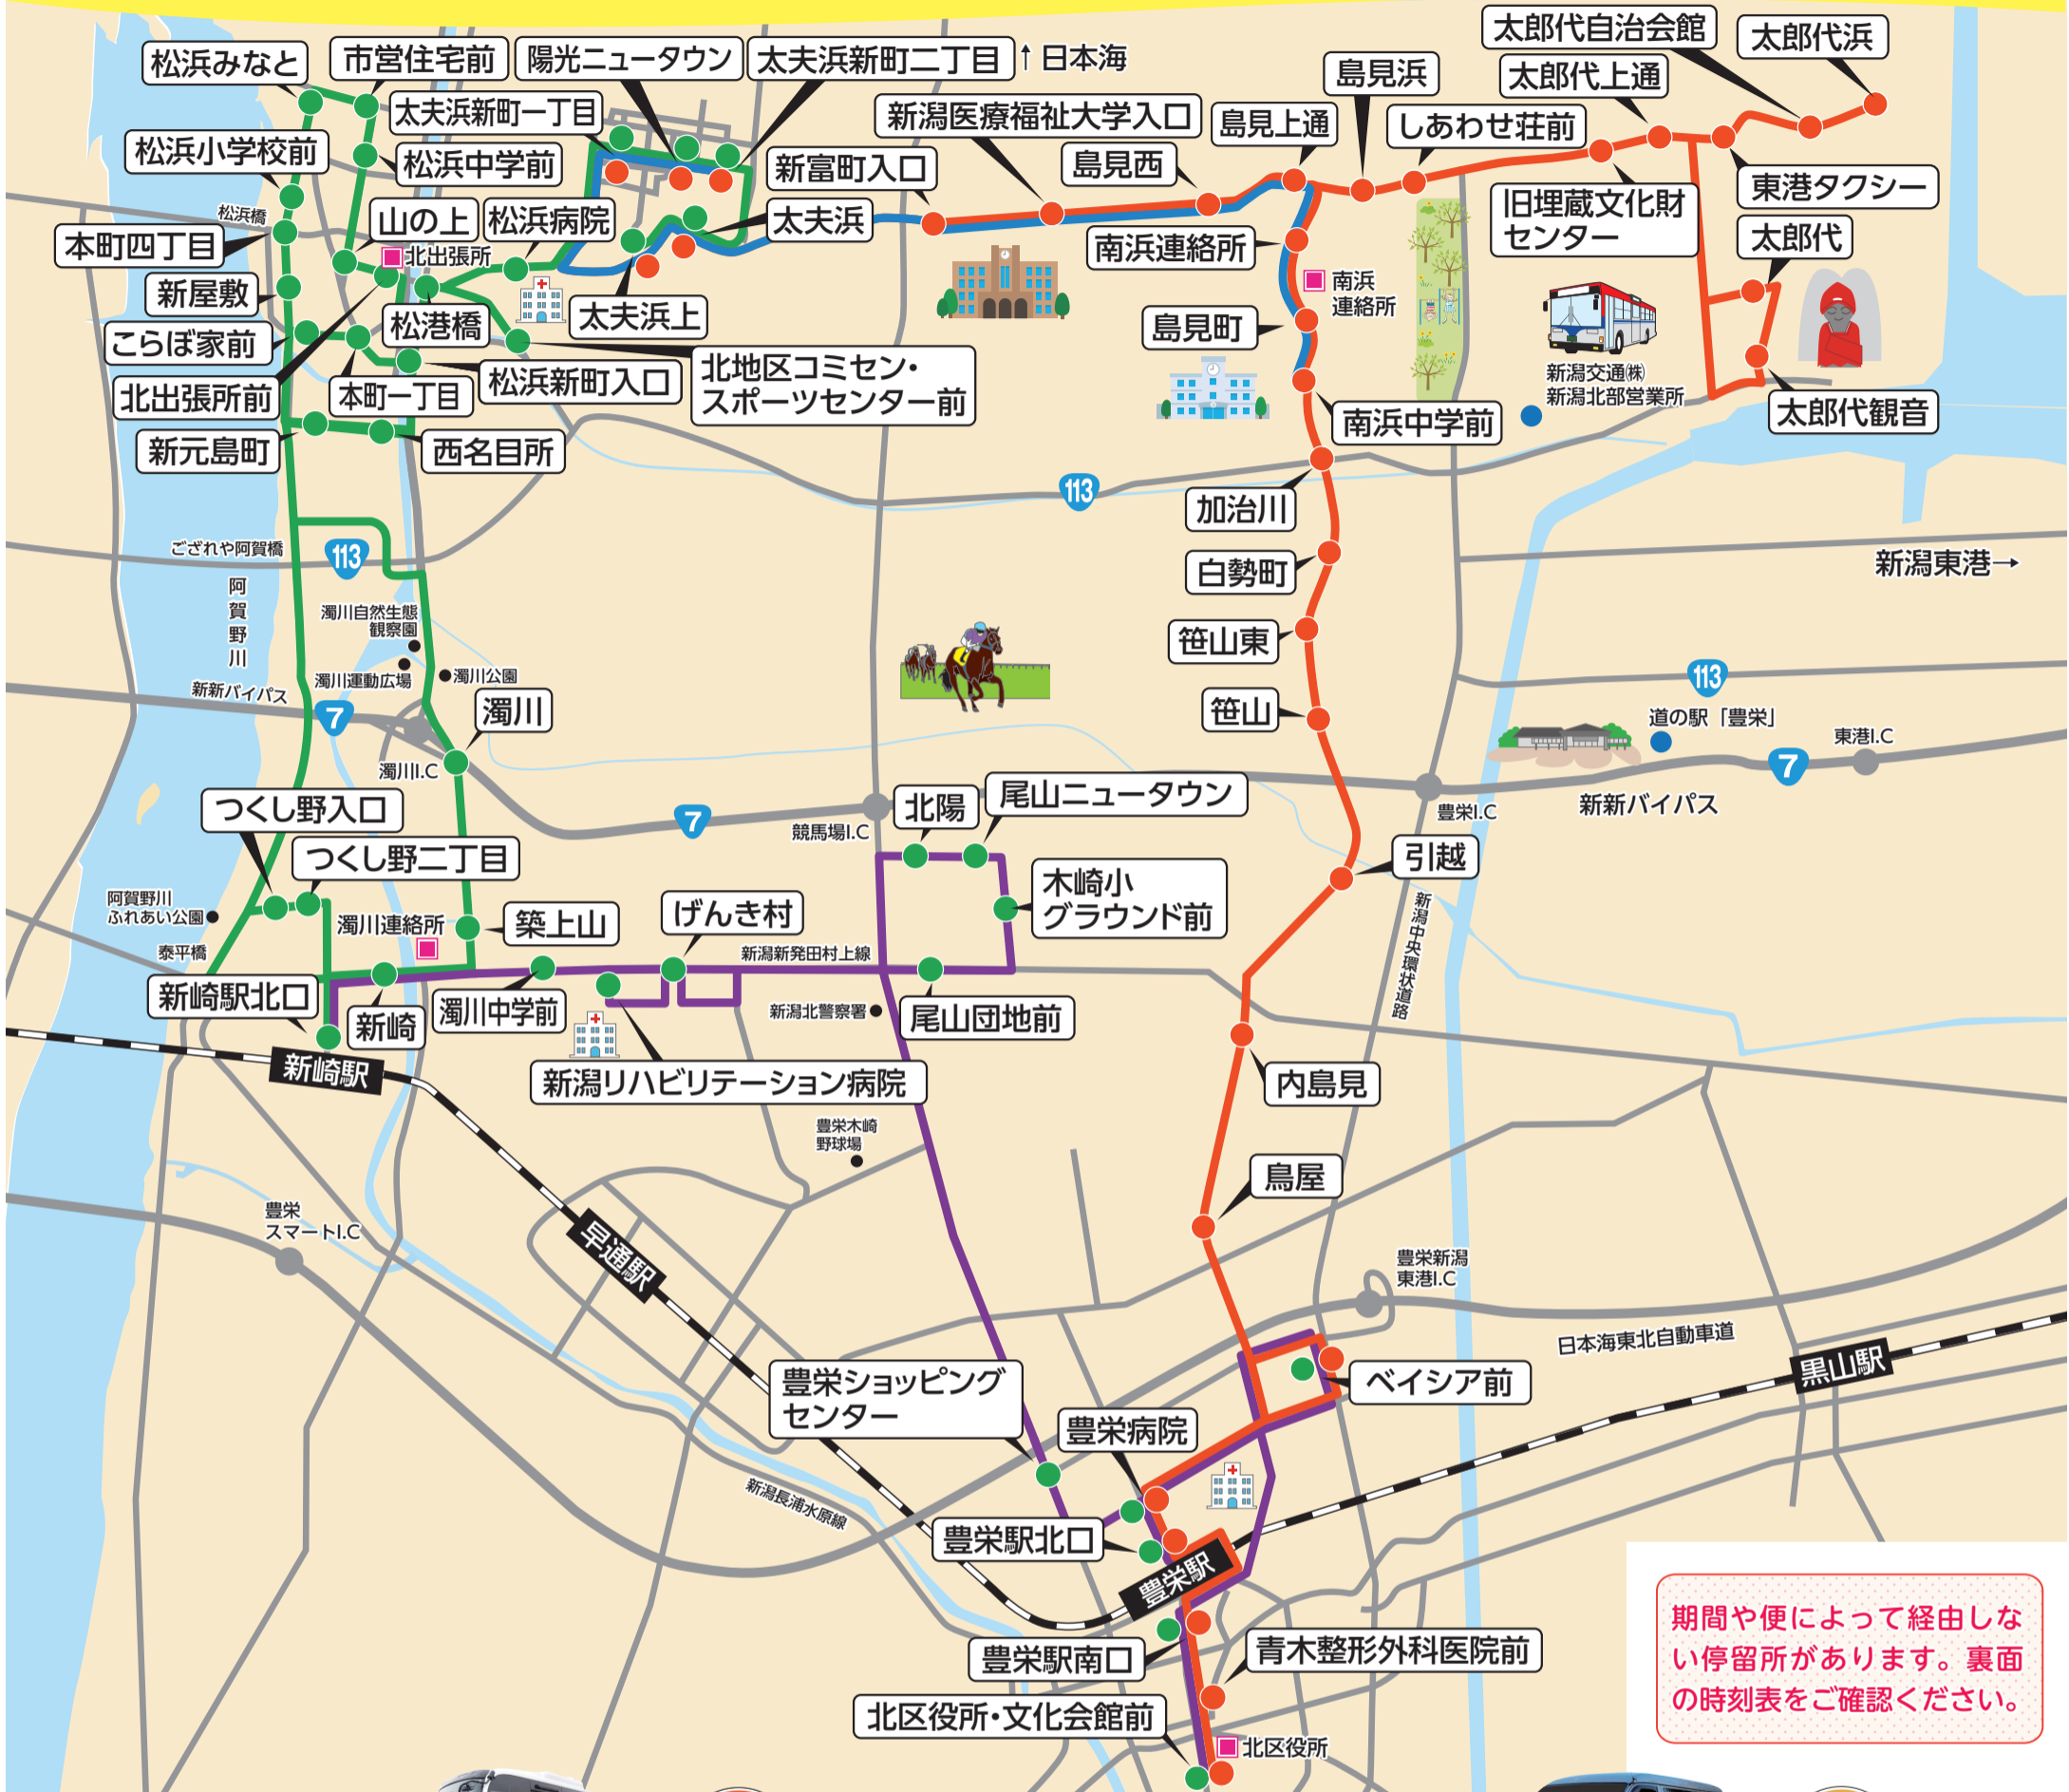 松浜みなと
市営住宅前
陽光ニュータウン
太夫浜新町二丁目
↑日本海
太夫浜新町一丁目
松浜小学校前
松浜中学前
松浜橋
本町四丁目
山の上
松浜病院
北出張所
新屋敷
こらぼ家前
松港橋
太夫浜上
太夫浜
北出張所前
本町一丁目
松浜新町入口
北地区コミセン・
スポーツセンター前
新元島町
西名目所
新富町入口
新潟医療福祉大学入口
島見西
島見上通
島見浜
しあわせ荘前
太郎代上通
太郎代自治会館
太郎代浜
旧埋蔵文化財
センター
東港タクシー
太郎代
太郎代観音
南浜連絡所
南浜
連絡所
島見町
新潟交通㈱
新潟北部営業所
南浜中学前
113
加治川
白勢町
笹山東
笹山
新潟東港→
113
道の駅「豊栄」
東港I.C
7
新新バイパス
豊栄I.C
引越
新潟中央環状道路
ござれや阿賀橋
113
阿賀野川
濁川自然生態
観察園
濁川運動広場
濁川公園
新新バイパス
7
濁川
濁川I.C
7
競馬場I.C
北陽
尾山ニュータウン
木崎小
グラウンド前
つくし野入口
つくし野二丁目
阿賀野川
ふれあい公園
濁川連絡所
築上山
げんき村
新潟新発田村上線
泰平橋
新崎駅北口
新崎
濁川中学前
新潟北警察署
尾山団地前
新崎駅
新潟リハビリテーション病院
内島見
豊栄木崎
野球場
鳥屋
豊栄
スマートI.C
早通駅
豊栄新潟
東港I.C
日本海東北自動車道
黒山駅
豊栄ショッピング
センター
ベイシア前
豊栄病院
新潟長浦水原線
豊栄駅北口
豊栄駅
豊栄駅南口
青木整形外科医院前
北区役所・文化会館前
北区役所
期間や便によって経由しな
い停留所があります。裏面
の時刻表をご確認ください。